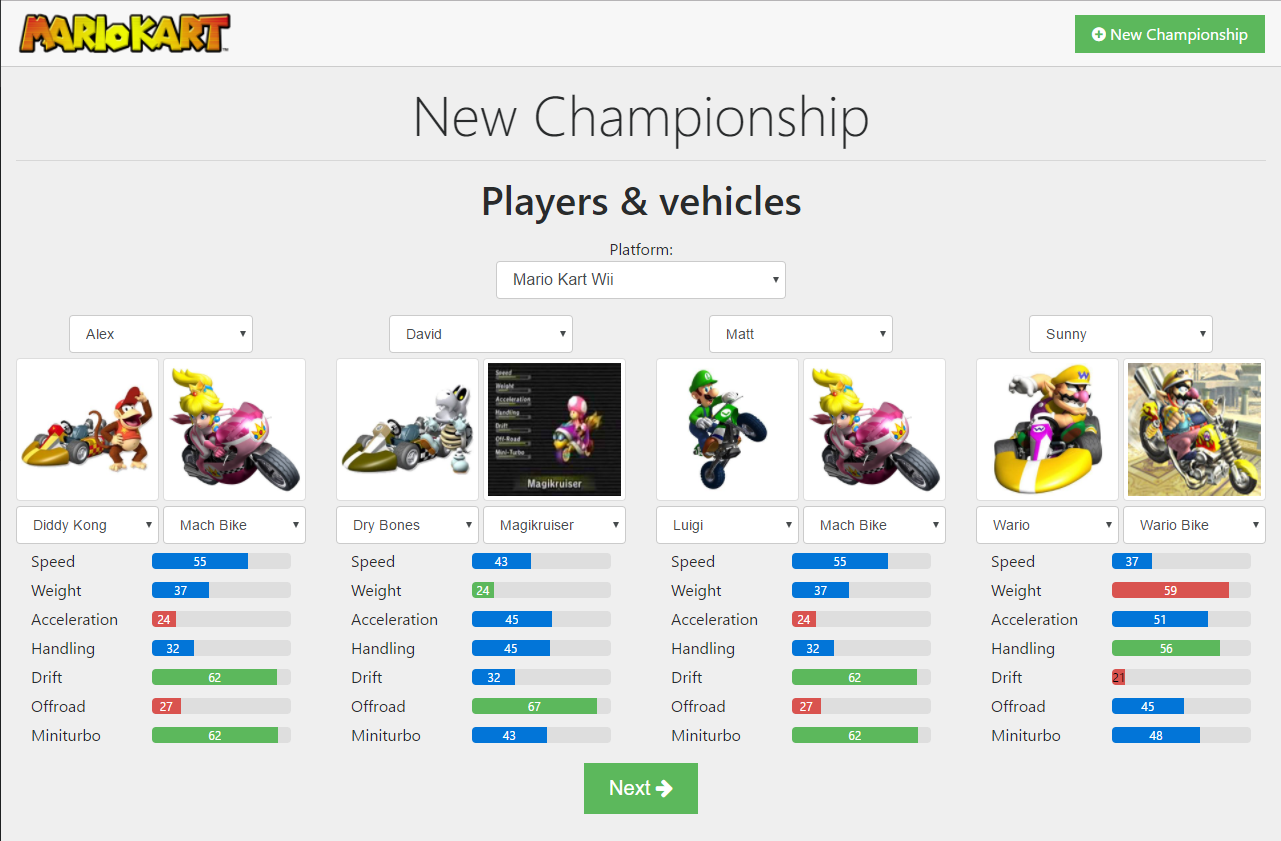 MARIOKART
New Championship
New Championship
Players & vehicles
Platform:
Mario Kart Wii
Alex
David
Matt
Sunny
Speed
Weight
Acceleration
Handling
Drift
Off-Road
Mini-Turbo
Magikruiser
Diddy Kong Mach Bike
Dry Bones Magikruiser
Luigi Mach Bike
Wario Wario Bike
Speed 55
Weight 37
Acceleration 24
Handling 32
Drift 62
Offroad 27
Miniturbo 62
Speed 43
Weight 24
Acceleration 45
Handling 45
Drift 32
Offroad 67
Miniturbo 43
Speed 55
Weight 37
Acceleration 24
Handling 32
Drift 62
Offroad 27
Miniturbo 62
Speed 37
Weight 59
Acceleration 51
Handling 56
Drift 21
Offroad 45
Miniturbo 48
Next